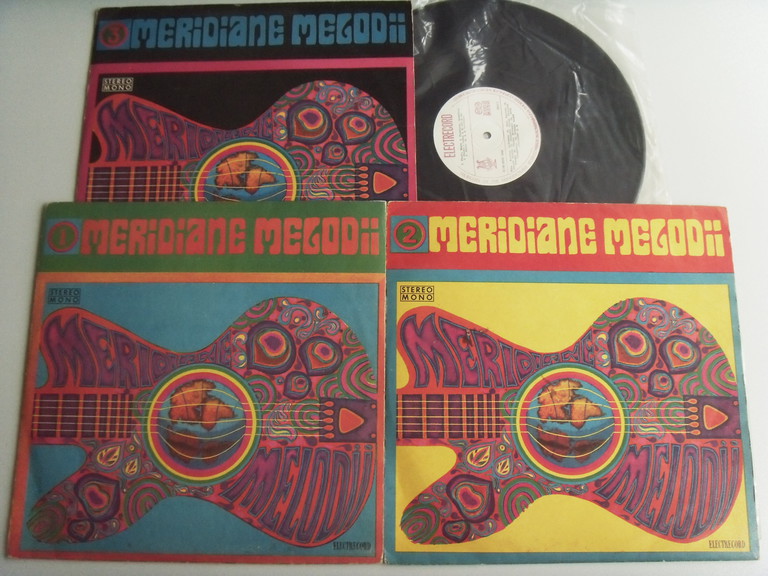 3 MERIDIANE MELODII
STEREO
MONO
MERIDIANE
ELECTRECORD
1 MERIDIANE MELODII
STEREO
MONO
MERIDIANE
MELODII
ELECTRECORD
2 MERIDIANE MELODII
STEREO
MONO
MERIDIANE
MELODII
ELECTRECORD